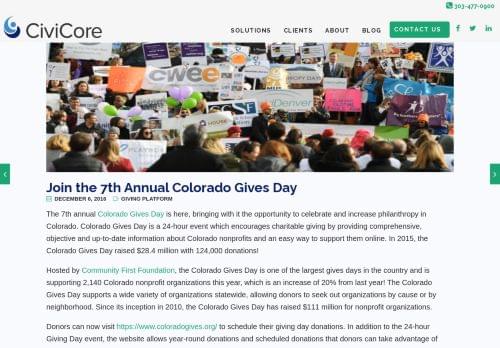 303-477-0900
CiviCore
SOLUTIONS CLIENTS ABOUT BLOG CONTACT US
cwee
HOPY DAYS
Denver
HOUSE
Join the 7th Annual Colorado Gives Day
DECEMBER 6, 2016 GIVING PLATFORM
The 7th annual Colorado Gives Day is here, bringing with it the opportunity to celebrate and increase philanthropy in
Colorado. Colorado Gives Day is a 24-hour event which encourages charitable giving by providing comprehensive,
objective and up-to-date information about Colorado nonprofits and an easy way to support them online. In 2015, the
Colorado Gives Day raised $28.4 million with 124,000 donations!
Hosted by Community First Foundation, the Colorado Gives Day is one of the largest gives days in the country and is
supporting 2,140 Colorado nonprofit organizations this year, which is an increase of 20% from last year! The Colorado
Gives Day supports a wide variety of organizations statewide, allowing donors to seek out organizations by cause or by
neighborhood. Since its inception in 2010, the Colorado Gives Day has raised $111 million for nonprofit organizations.
Donors can now visit https://www.coloradogives.org/ to schedule their giving day donations. In addition to the 24-hour
Giving Day event, the website allows year-round donations and scheduled donations that donors can take advantage of